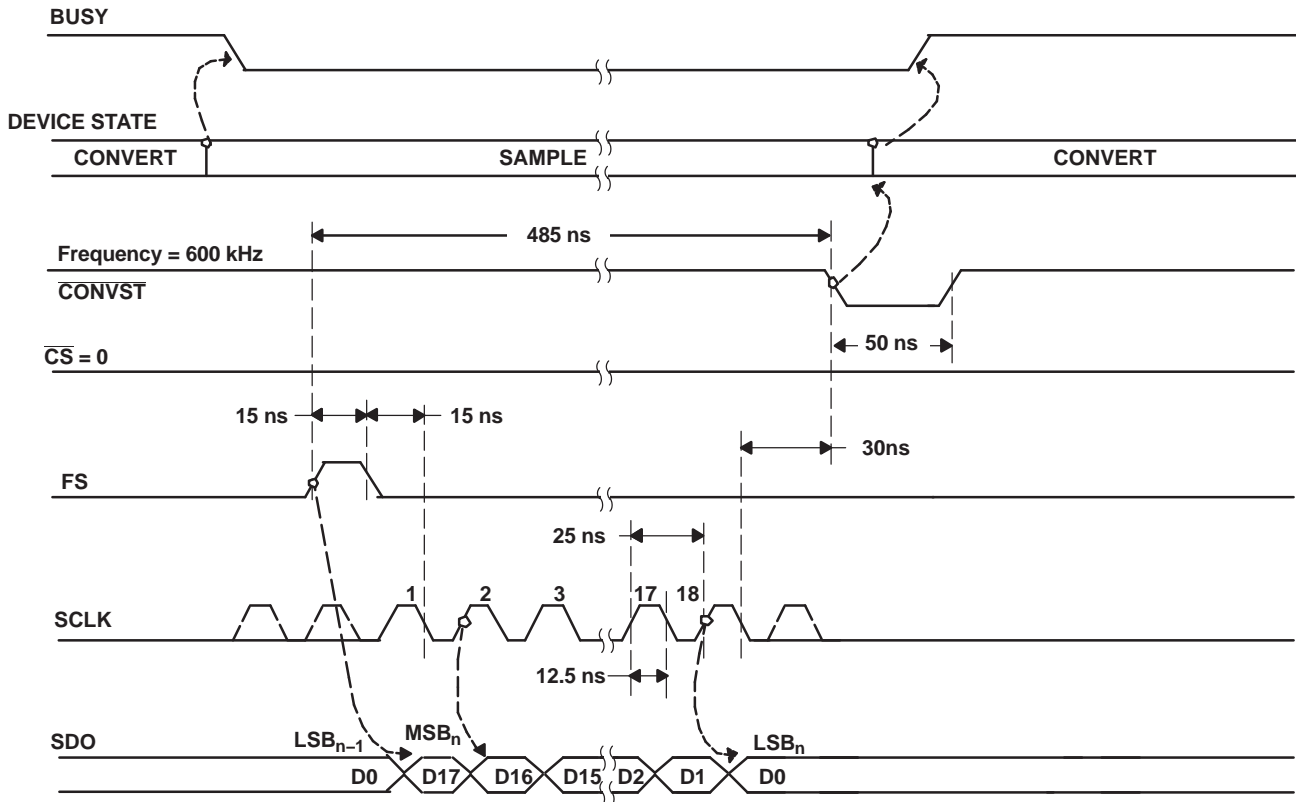 BUSY
DEVICE STATE
CONVERT SAMPLE CONVERT
485 ns
Frequency = 600 kHz
CONVST
50 ns
CS = 0
15 ns 15 ns
30ns
FS
25 ns
1 2 3 17 18
SCLK
12.5 ns
SDO LSBn–1 MSBn LSBn
D0 D17 D16 D15 D2 D1 D0